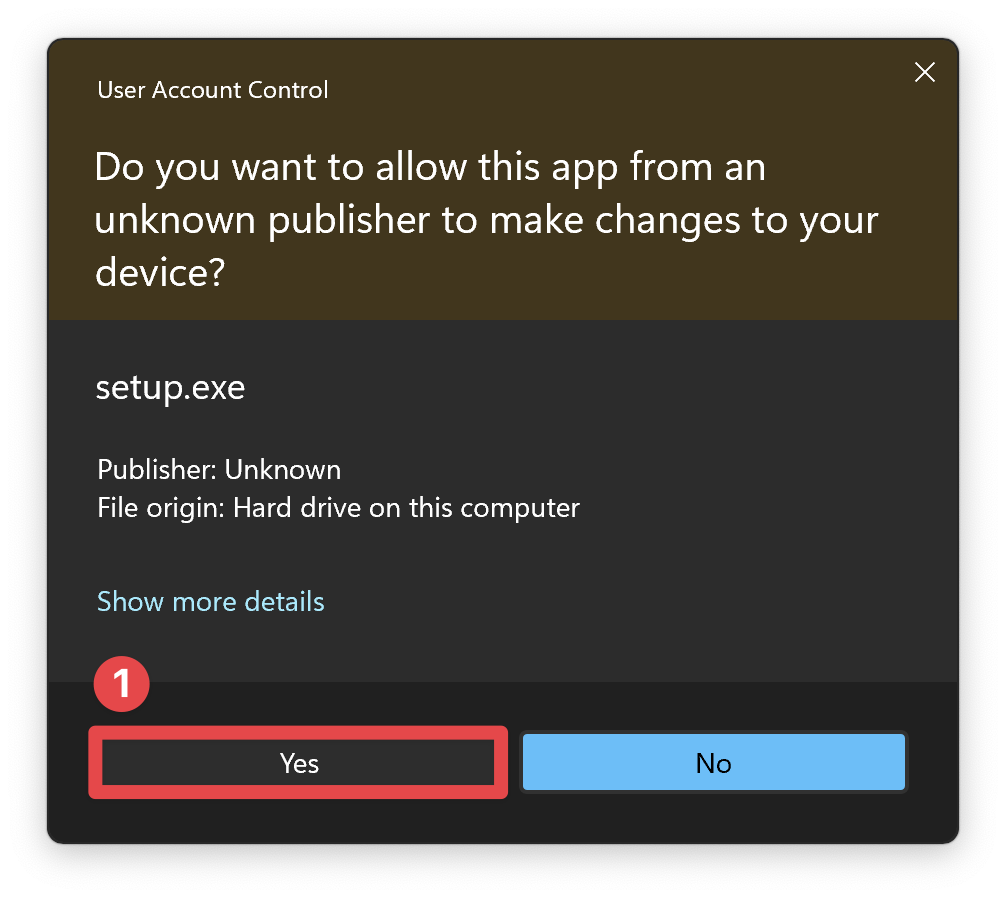 User Account Control
Do you want to allow this app from an
unknown publisher to make changes to your
device?
setup.exe
Publisher: Unknown
File origin: Hard drive on this computer
Show more details
1
Yes
No